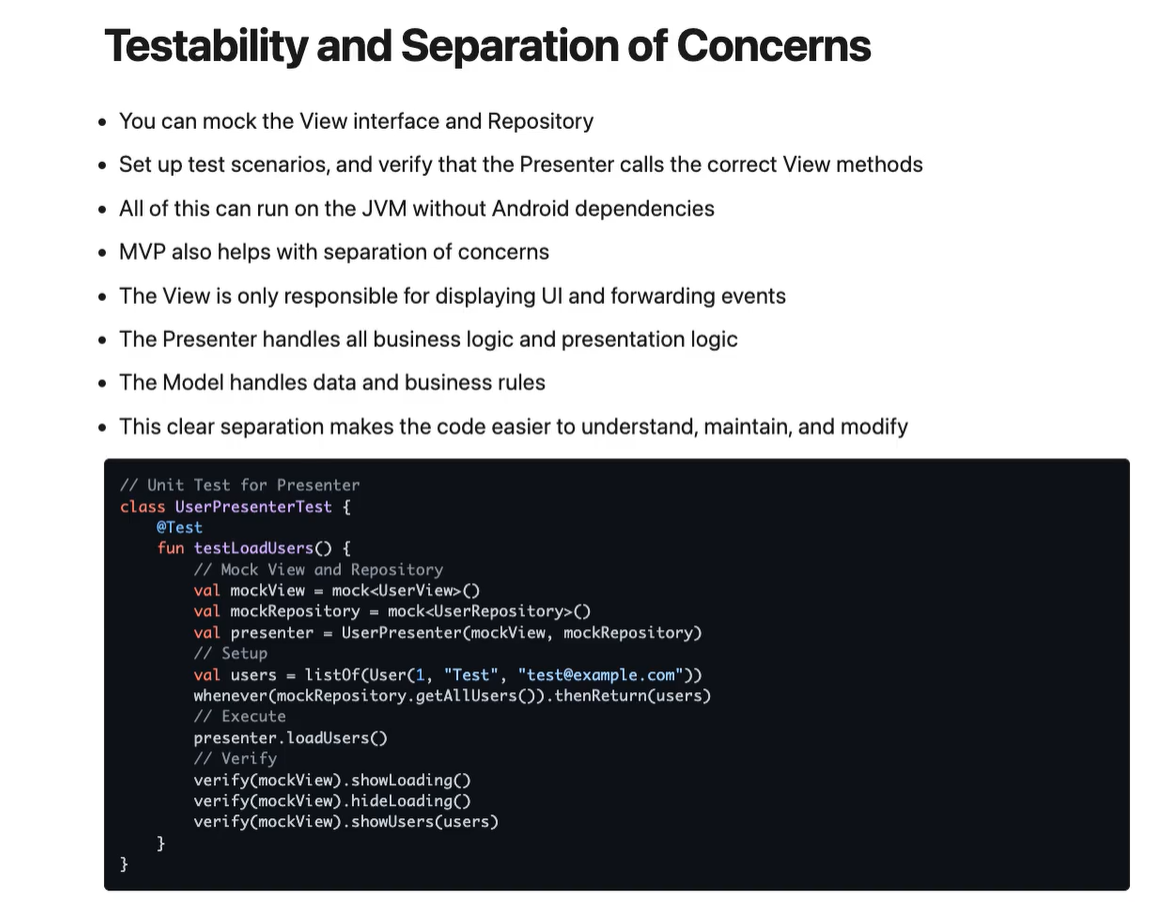 Testability and Separation of Concerns
• You can mock the View interface and Repository
• Set up test scenarios, and verify that the Presenter calls the correct View methods
• All of this can run on the JVM without Android dependencies
• MVP also helps with separation of concerns
• The View is only responsible for displaying UI and forwarding events
• The Presenter handles all business logic and presentation logic
• The Model handles data and business rules
• This clear separation makes the code easier to understand, maintain, and modify
// Unit Test for Presenter
class UserPresenterTest {
    @Test
    fun testLoadUsers() {
        // Mock View and Repository
        val mockView = mock<UserView>()
        val mockRepository = mock<UserRepository>()
        val presenter = UserPresenter(mockView, mockRepository)
        // Setup
        val users = listOf(User(1, "Test", "test@example.com"))
        whenever(mockRepository.getAllUsers()).thenReturn(users)
        // Execute
        presenter.loadUsers()
        // Verify
        verify(mockView).showLoading()
        verify(mockView).hideLoading()
        verify(mockView).showUsers(users)
    }
}